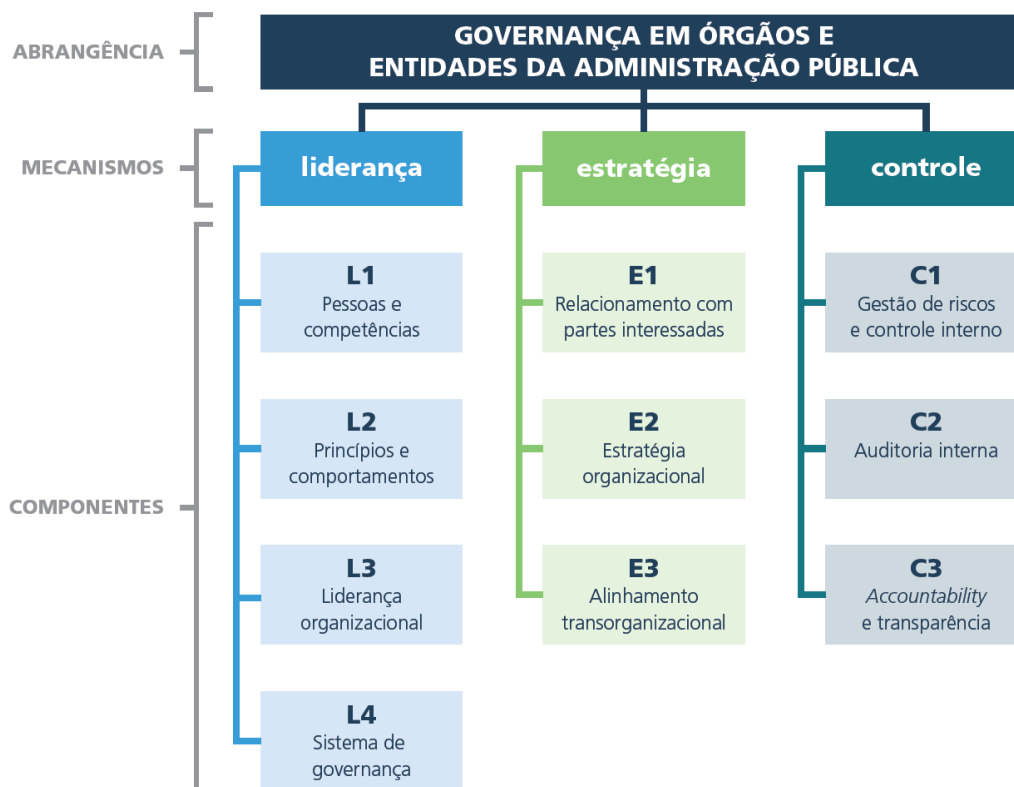 ABRANGÊNCIA
GOVERNANÇA EM ÓRGÃOS E
ENTIDADES DA ADMINISTRAÇÃO PÚBLICA
MECANISMOS
liderança
estratégia
controle
COMPONENTES
L1
Pessoas e
competências
L2
Princípios e
comportamentos
L3
Liderança
organizacional
L4
Sistema de
governança
E1
Relacionamento com
partes interessadas
E2
Estratégia
organizacional
E3
Alinhamento
transorganizacional
C1
Gestão de riscos
e controle interno
C2
Auditoria interna
C3
Accountability
e transparência